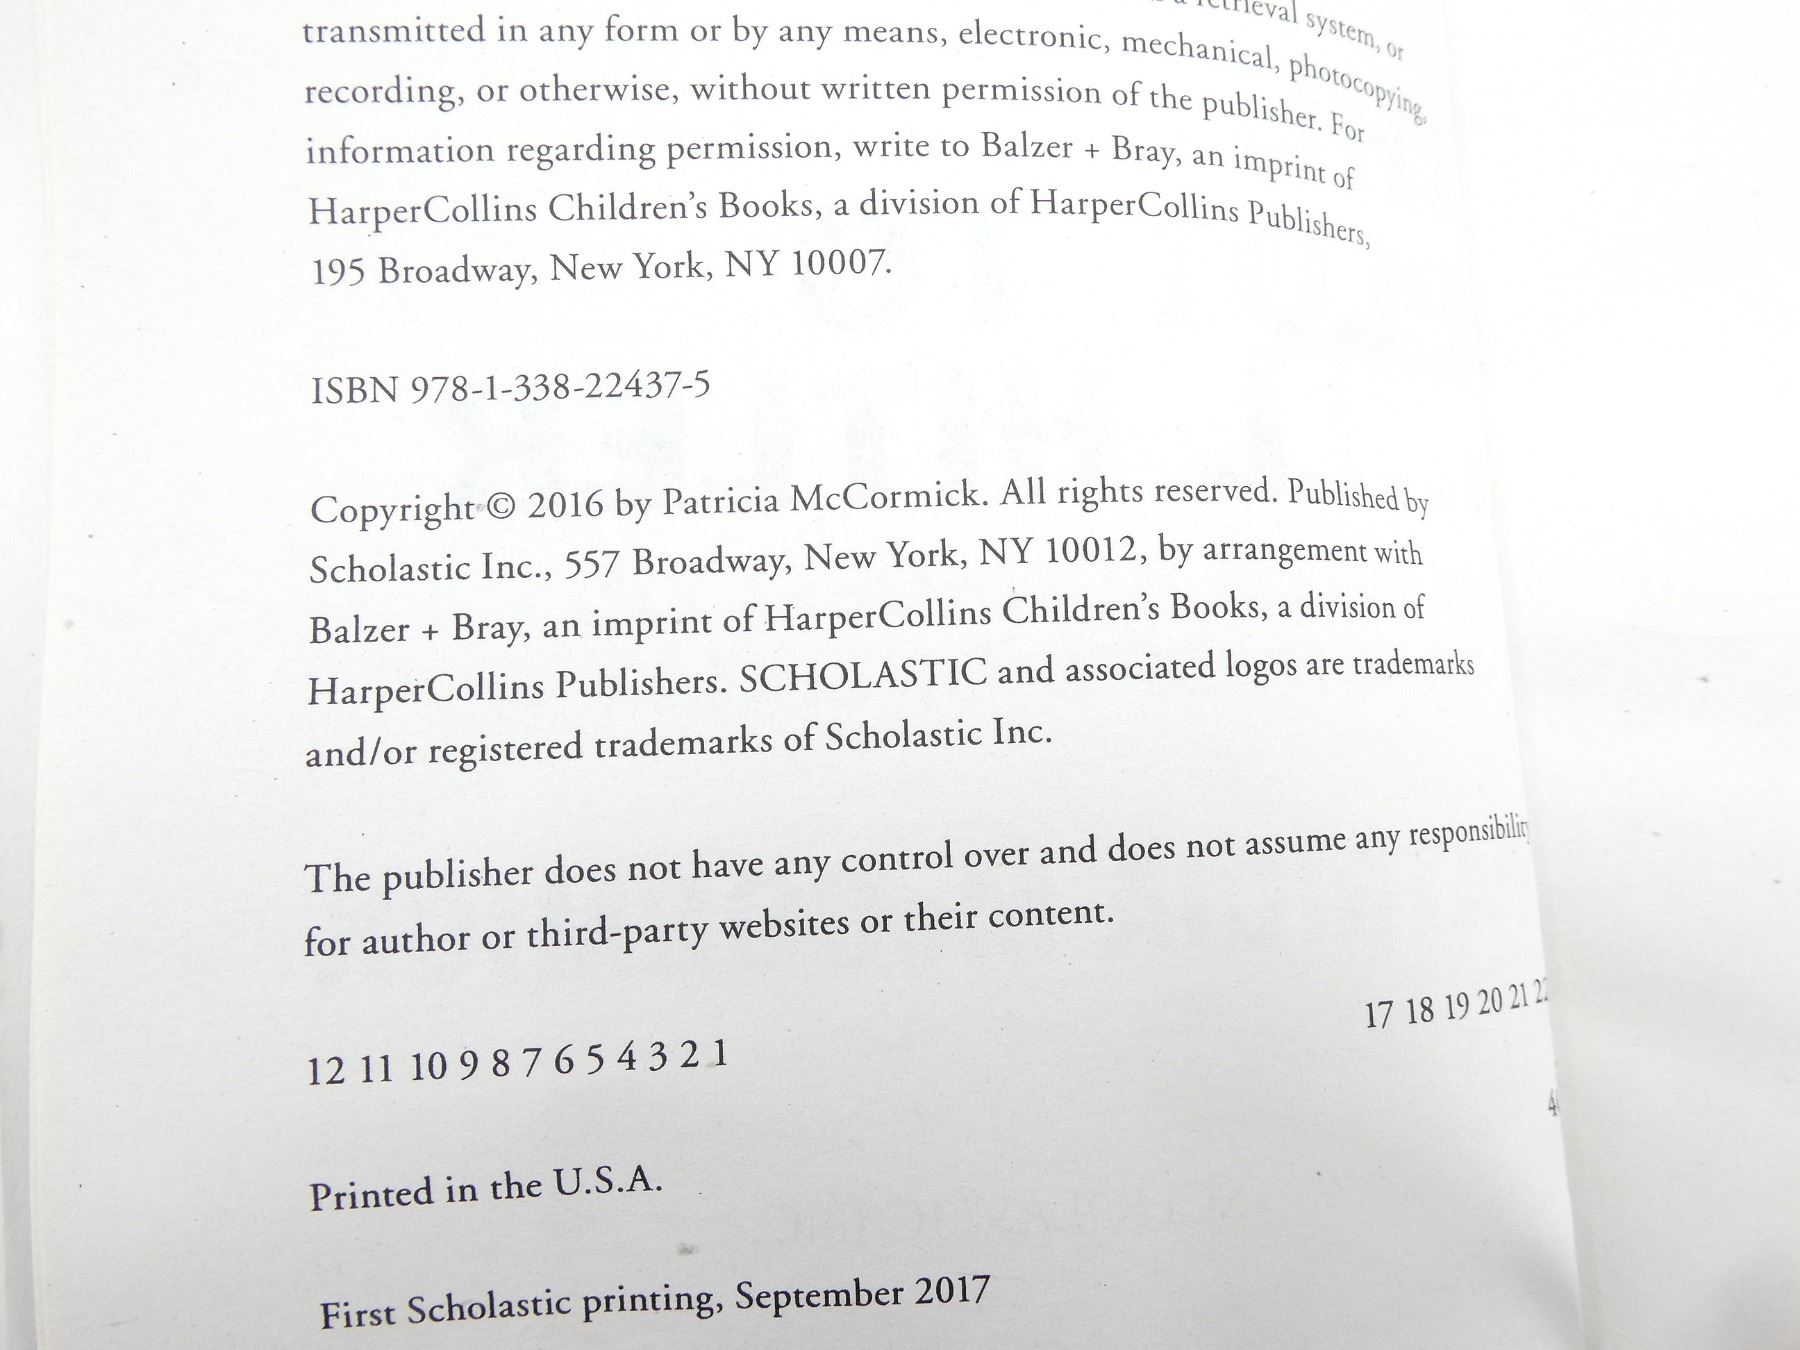 retrieval system, or
transmitted in any form or by any means, electronic, mechanical, photocopying,
recording, or otherwise, without written permission of the publisher. For
information regarding permission, write to Balzer + Bray, an imprint of
HarperCollins Children's Books, a division of HarperCollins Publishers,
195 Broadway, New York, NY 10007.
ISBN 978-1-338-22437-5
Copyright © 2016 by Patricia McCormick. All rights reserved. Published by
Scholastic Inc., 557 Broadway, New York, NY 10012, by arrangement with
Balzer + Bray, an imprint of HarperCollins Children's Books, a division of
HarperCollins Publishers. SCHOLASTIC and associated logos are trademarks
and/or registered trademarks of Scholastic Inc.
The publisher does not have any control over and does not assume any responsibility
for author or third-party websites or their content.
12 11 10 9 8 7 6 5 4 3 2 1 17 18 19 20 21
Printed in the U.S.A.
First Scholastic printing, September 2017